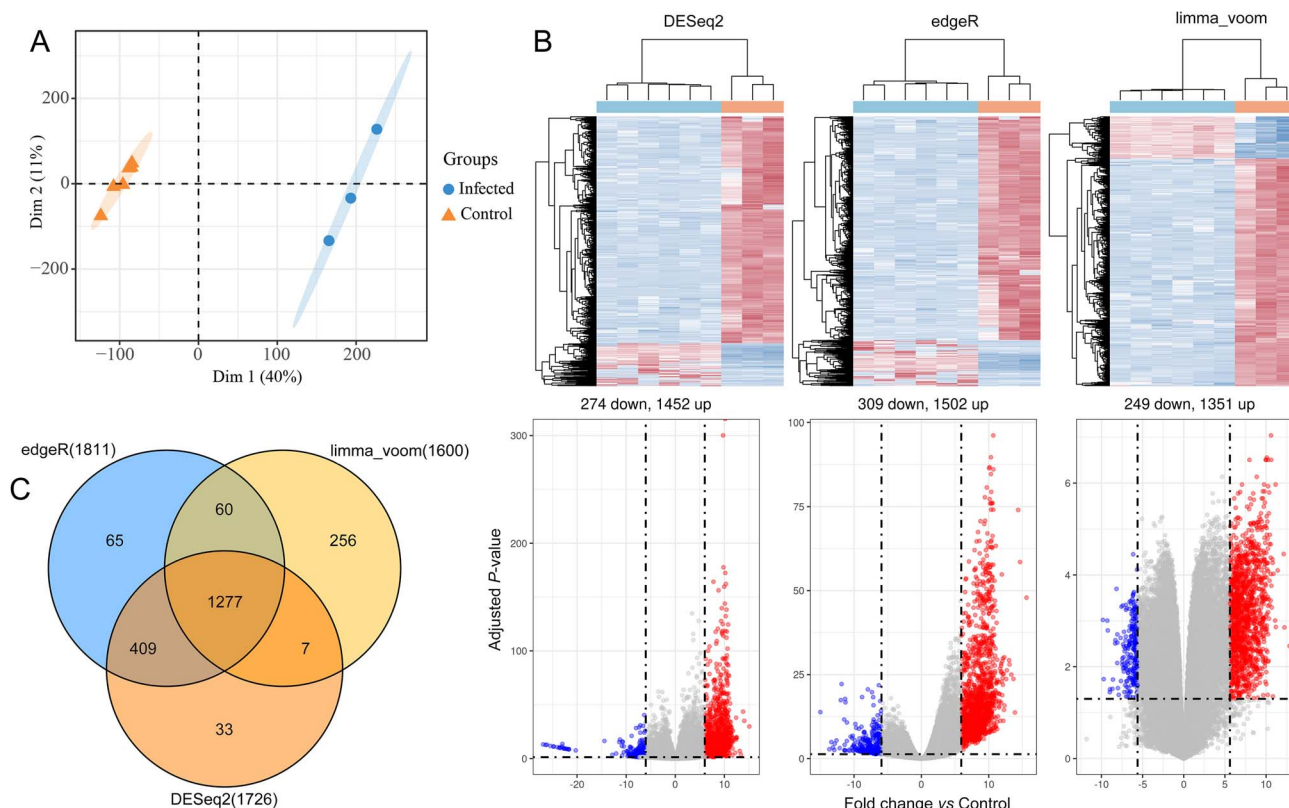 A
200
0
−200
Dim 2 (11%)
−100
0
100
200
Dim 1 (40%)
Groups
Infected
Control
B
DESeq2
edgeR
limma_voom
274 down, 1452 up
309 down, 1502 up
249 down, 1351 up
300
200
100
0
-20
-10
0
10
Adjusted P-value
100
75
50
25
0
-10
0
10
Fold change vs Control
6
4
2
0
-10
-5
0
5
10
C
edgeR(1811)
limma_voom(1600)
65
60
256
1277
409
7
33
DESeq2(1726)